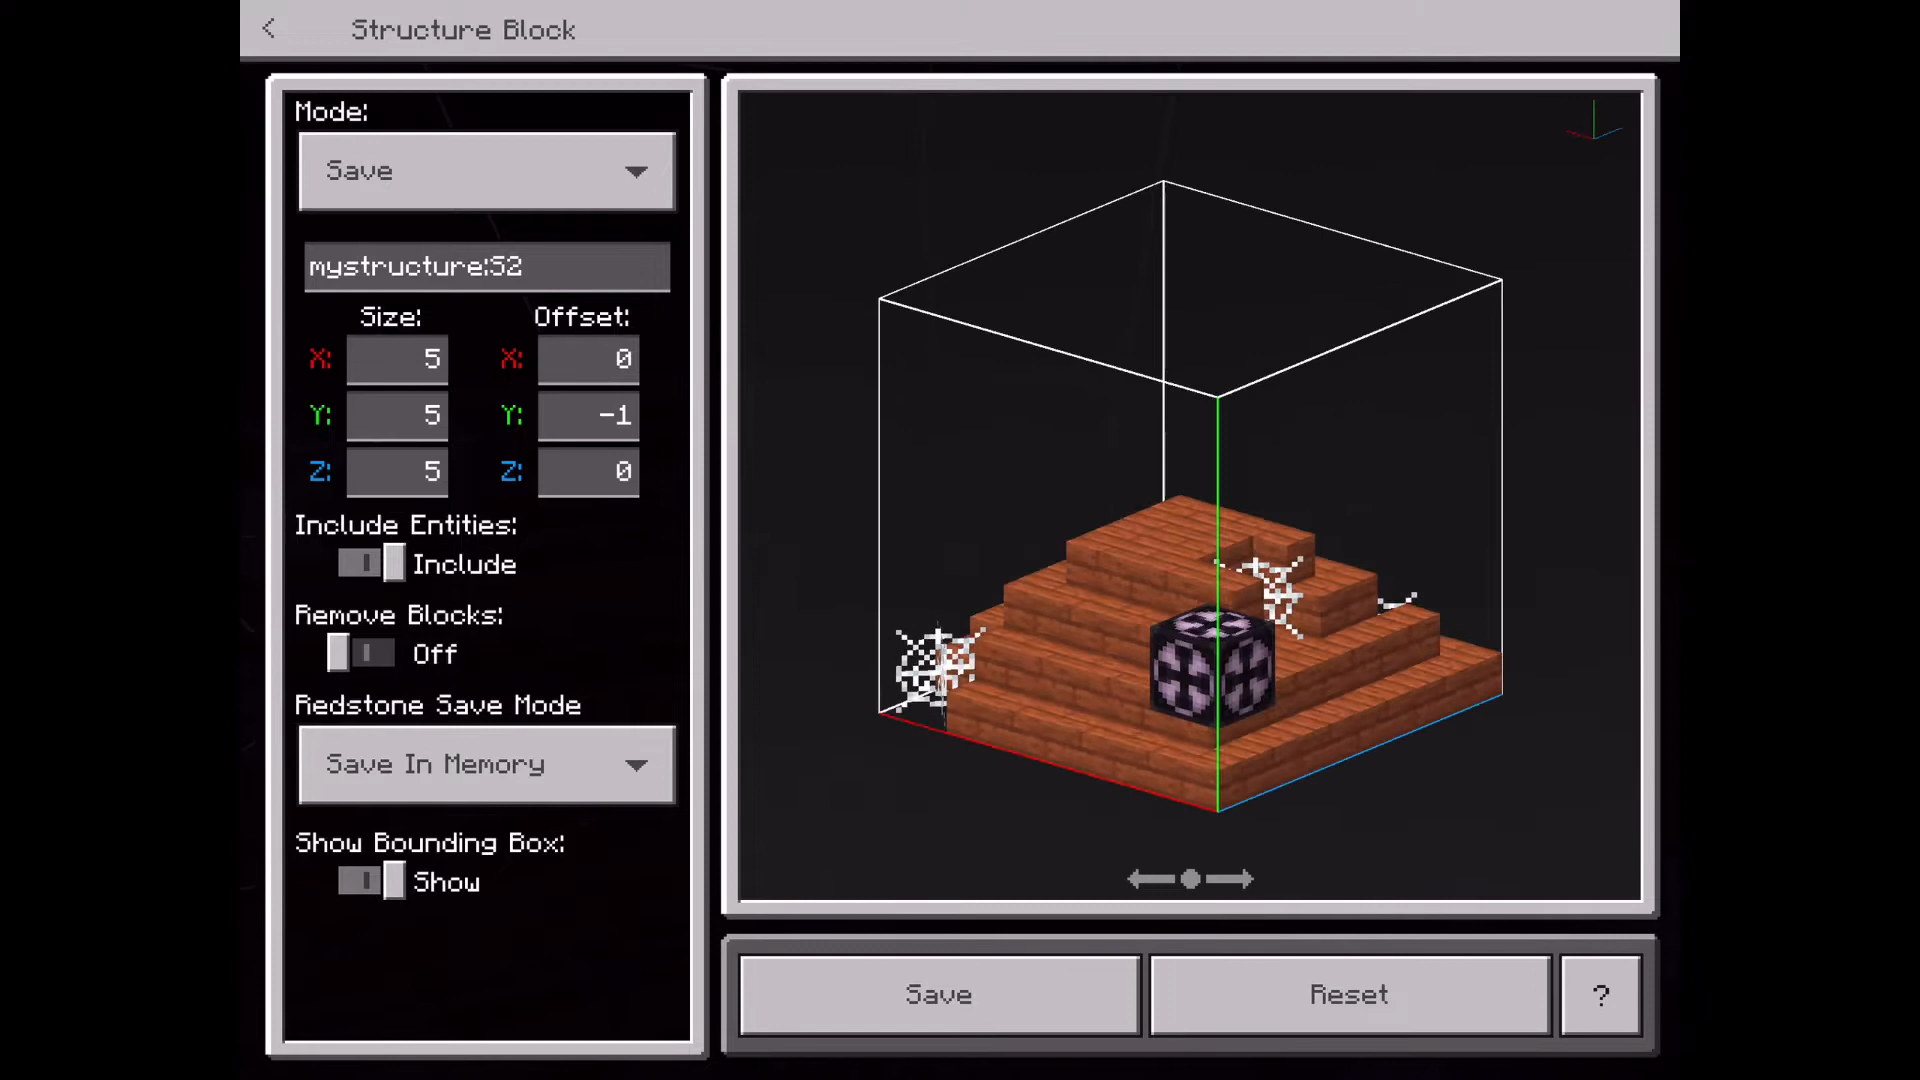 Structure Block
Mode:
Save
mystructure:S2
Size: Offset:
X: 5 X: 0
Y: 5 Y: -1
Z: 5 Z: 0
Include Entities:
Include
Remove Blocks:
Off
Redstone Save Mode
Save In Memory
Show Bounding Box:
Show
Save Reset ?